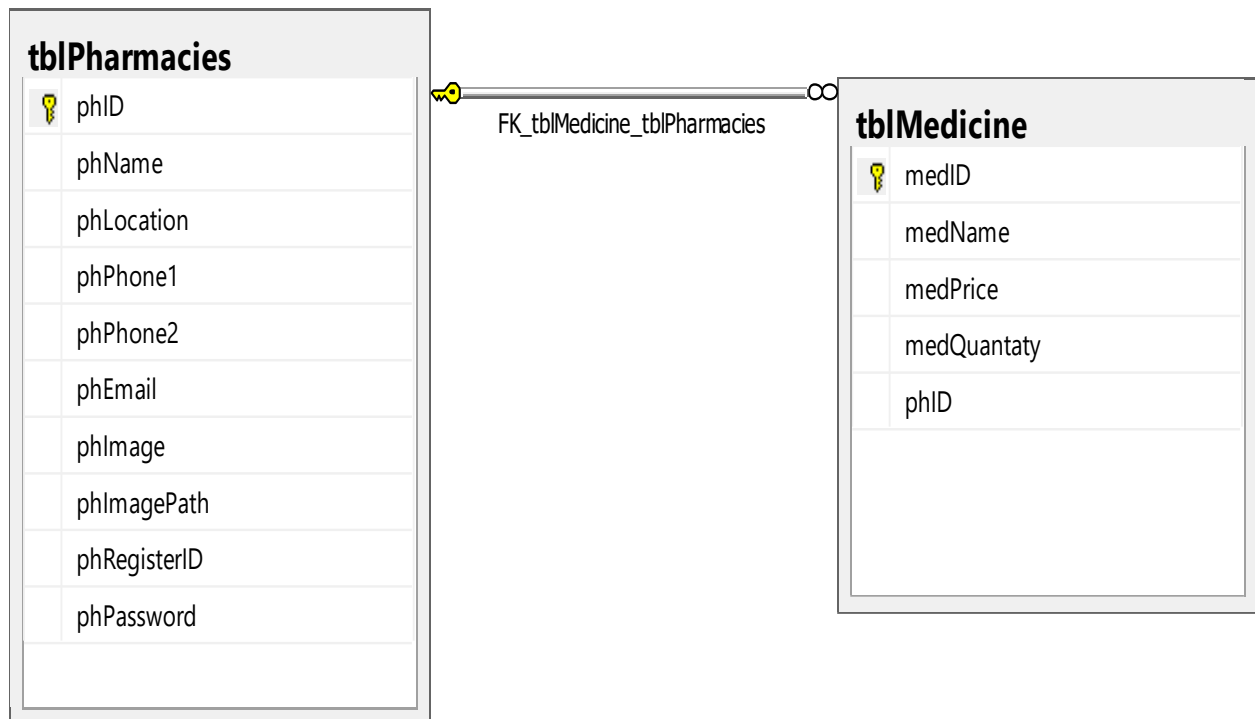 tblPharmacies
phID
phName
phLocation
phPhone1
phPhone2
phEmail
phImage
phImagePath
phRegisterID
phPassword
FK_tblMedicine_tblPharmacies
tblMedicine
medID
medName
medPrice
medQuantaty
phID